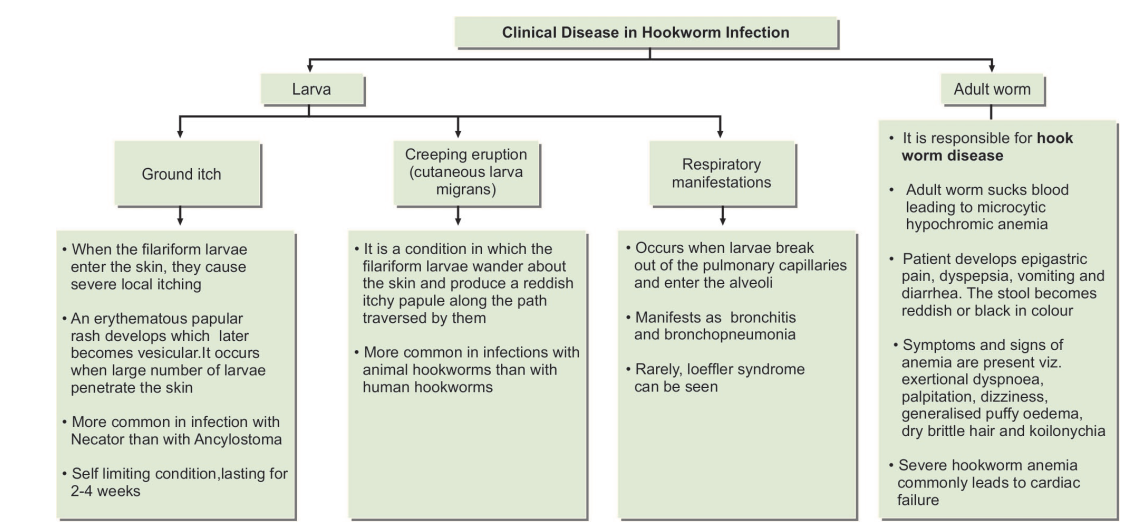 Clinical Disease in Hookworm Infection
Larva
Adult worm
Ground itch
Creeping eruption
(cutaneous larva
migrans)
Respiratory
manifestations
• When the filariform larvae
enter the skin, they cause
severe local itching
• An erythematous papular
rash develops which later
becomes vesicular.It occurs
when large number of larvae
penetrate the skin
• More common in infection with
Necator than with Ancylostoma
• Self limiting condition,lasting for
2-4 weeks
• It is a condition in which the
filariform larvae wander about
the skin and produce a reddish
itchy papule along the path
traversed by them
• More common in infections with
animal hookworms than with
human hookworms
• Occurs when larvae break
out of the pulmonary capillaries
and enter the alveoli
• Manifests as bronchitis
and bronchopneumonia
• Rarely, loeffler syndrome
can be seen
• It is responsible for hook
worm disease
• Adult worm sucks blood
leading to microcytic
hypochromic anemia
• Patient develops epigastric
pain, dyspepsia, vomiting and
diarrhea. The stool becomes
reddish or black in colour
• Symptoms and signs of
anemia are present viz.
exertional dyspnoea,
palpitation, dizziness,
generalised puffy oedema,
dry brittle hair and koilonychia
• Severe hookworm anemia
commonly leads to cardiac
failure